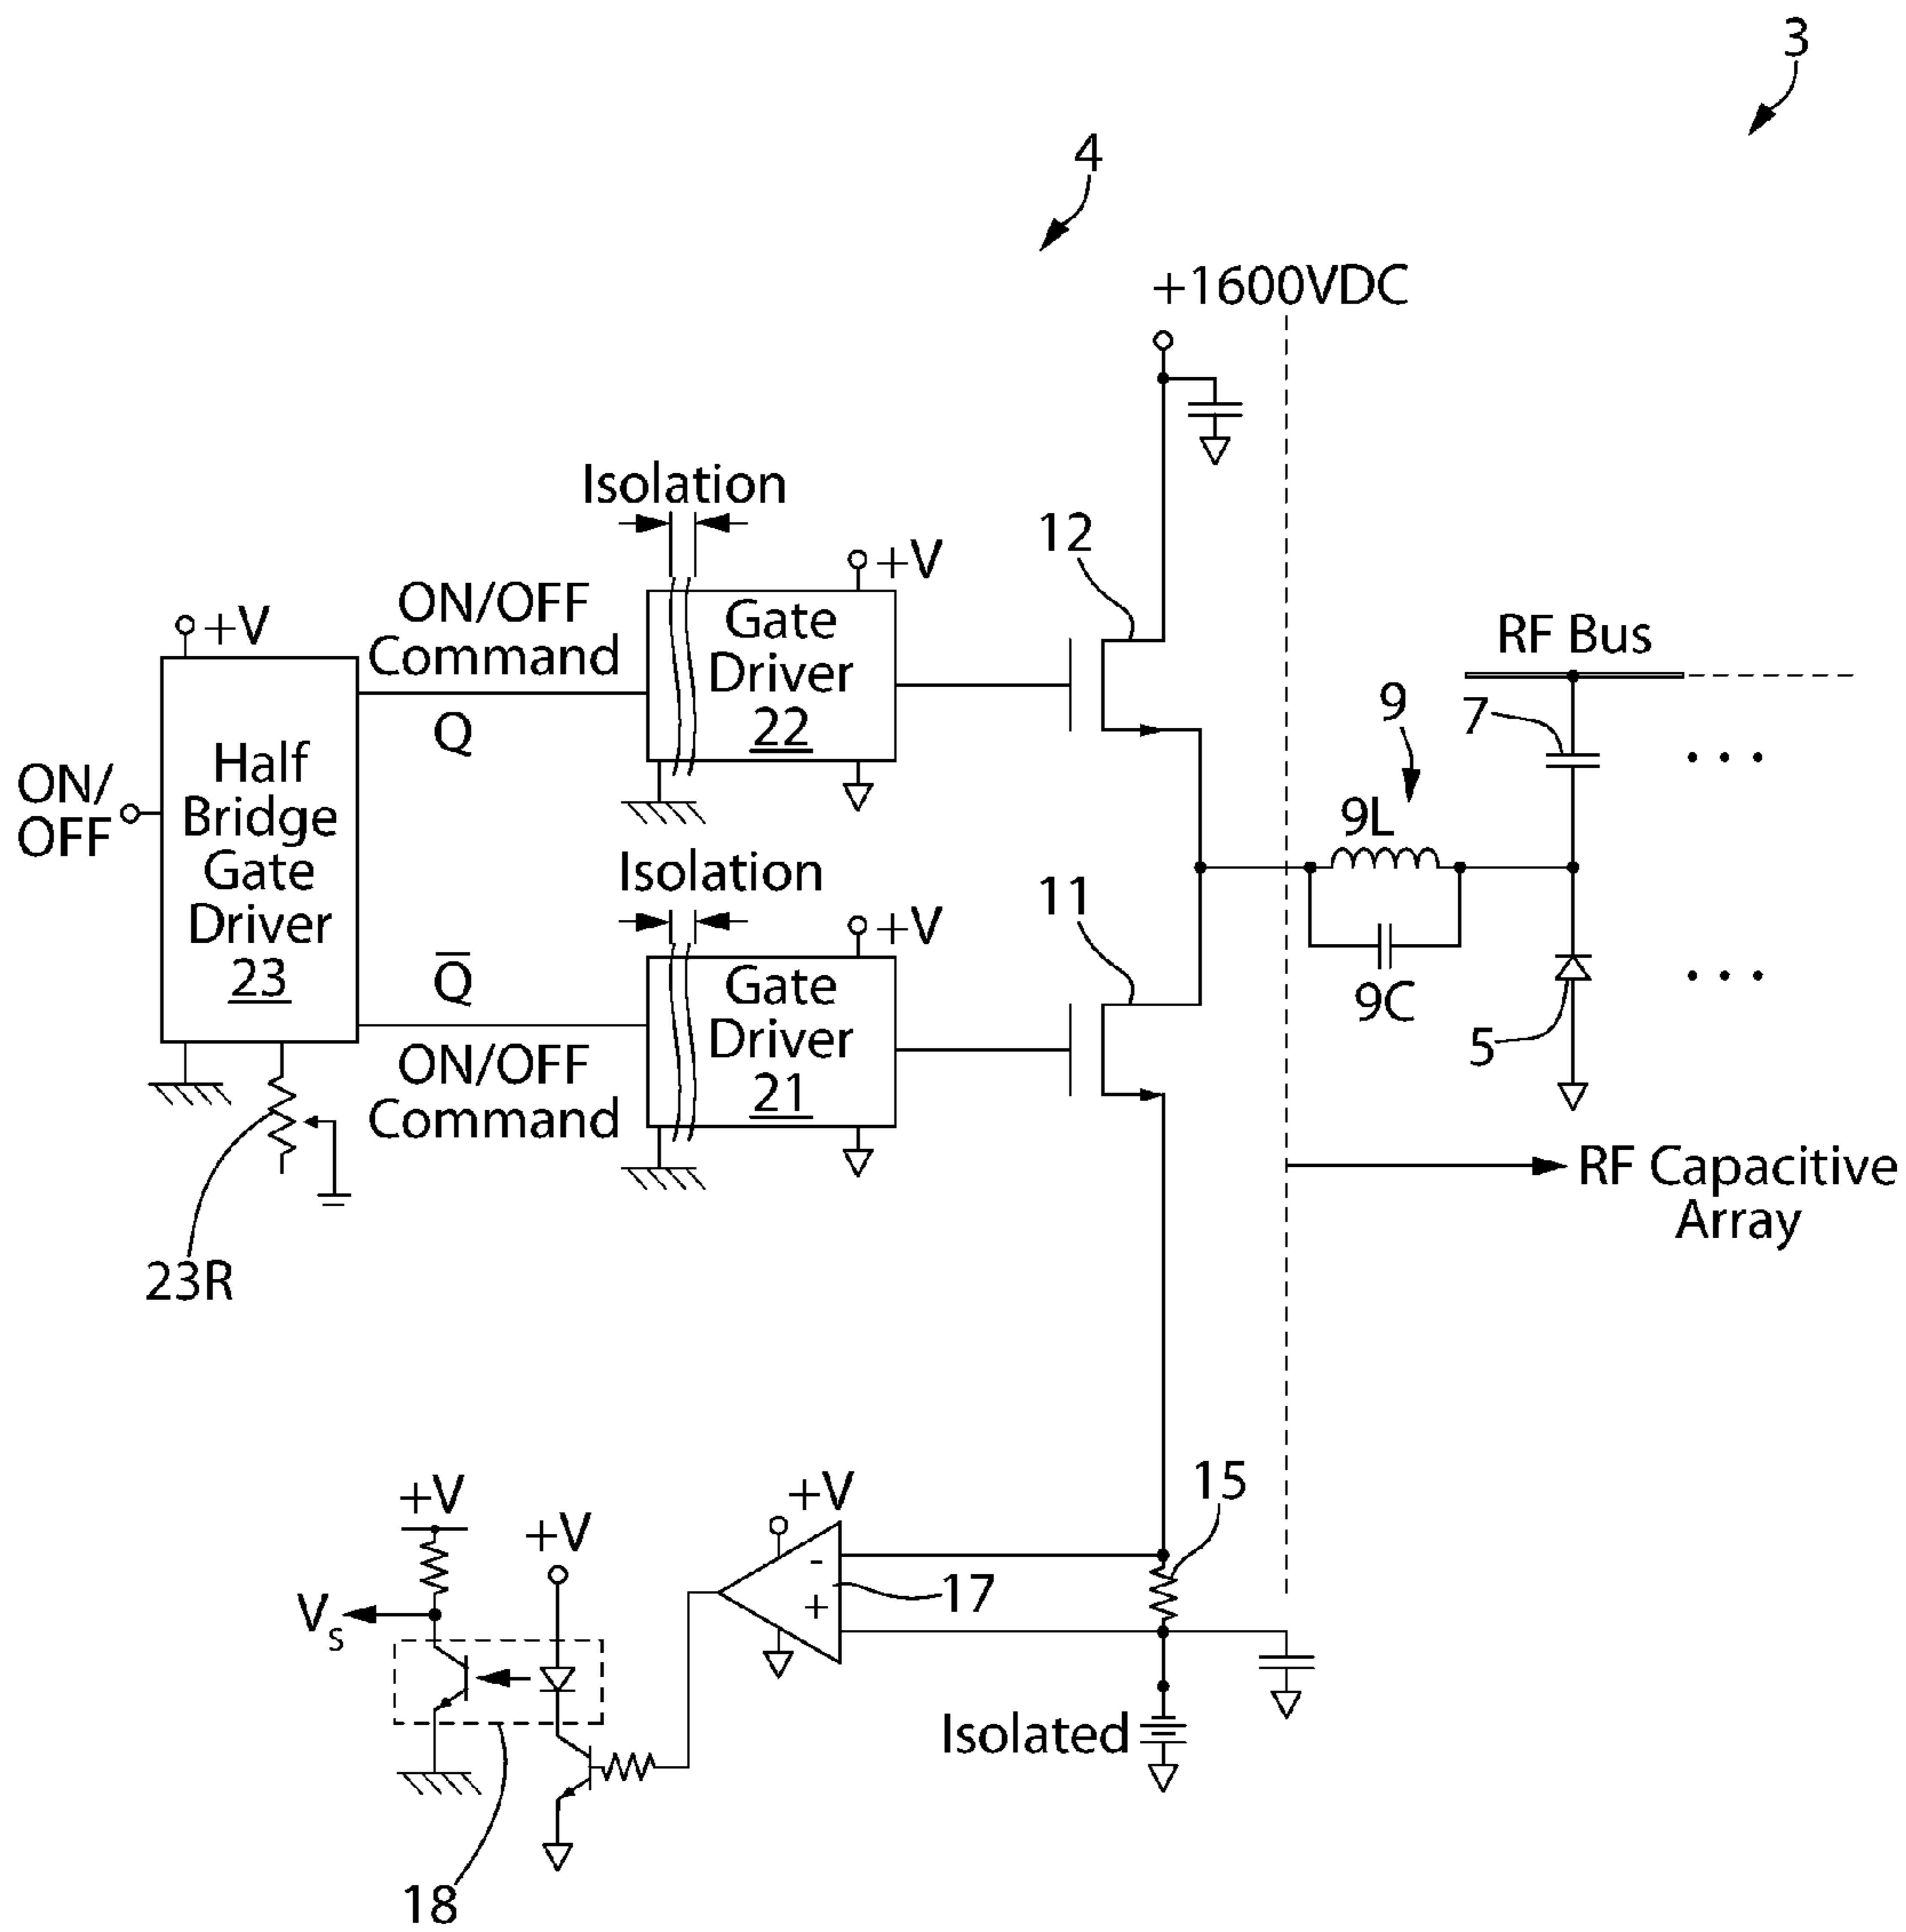 3
4
+1600VDC
Isolation
12
+V
ON/OFF
Command
Gate
Driver
22
+V
RF Bus
Q
9
7
Half
Bridge
Gate
Driver
23
ON/
OFF
9L
Isolation
11
+V
Q̅
Gate
Driver
21
9C
5
ON/OFF
Command
RF Capacitive
Array
23R
15
+V
+V
+V
-
+
17
VS
Isolated
18